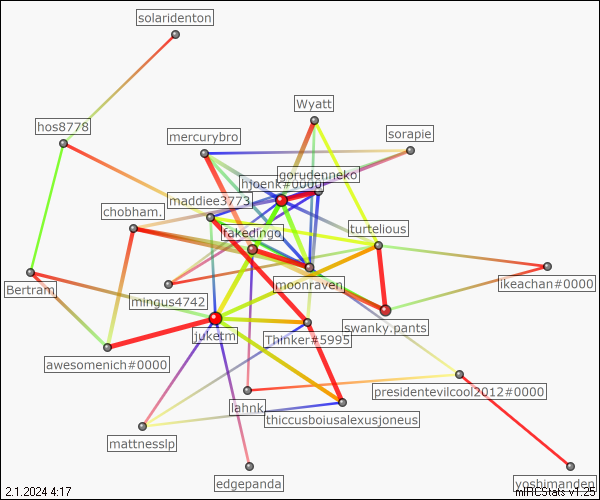 solaridenton
Wyatt
hos8778
mercurybro
sorapie
gorudenneko
hjoenk#0000
maddiee3773
chobham.
turtelious
takedingo
moonraven
Bertram
mingus4742
ikeachan#0000
swanky.pants
juketm
Thinker#5995
awesomenich#0000
presidentevilcool2012#0000
lahnk
thiccusboiusalexusjoneus
mattnesslp
edgepanda
yoshimanden
2.1.2024 4:17
mIRCStats v1.25